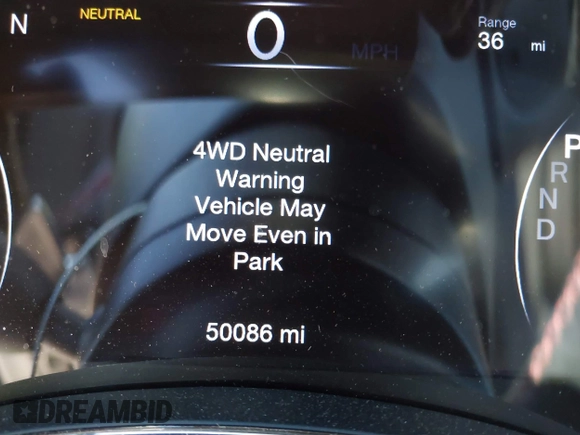 N
NEUTRAL
0
MPH
Range
36 mi
4WD Neutral
Warning
Vehicle May
Move Even in
Park
50086 mi
P
R
N
D
DREAMBID